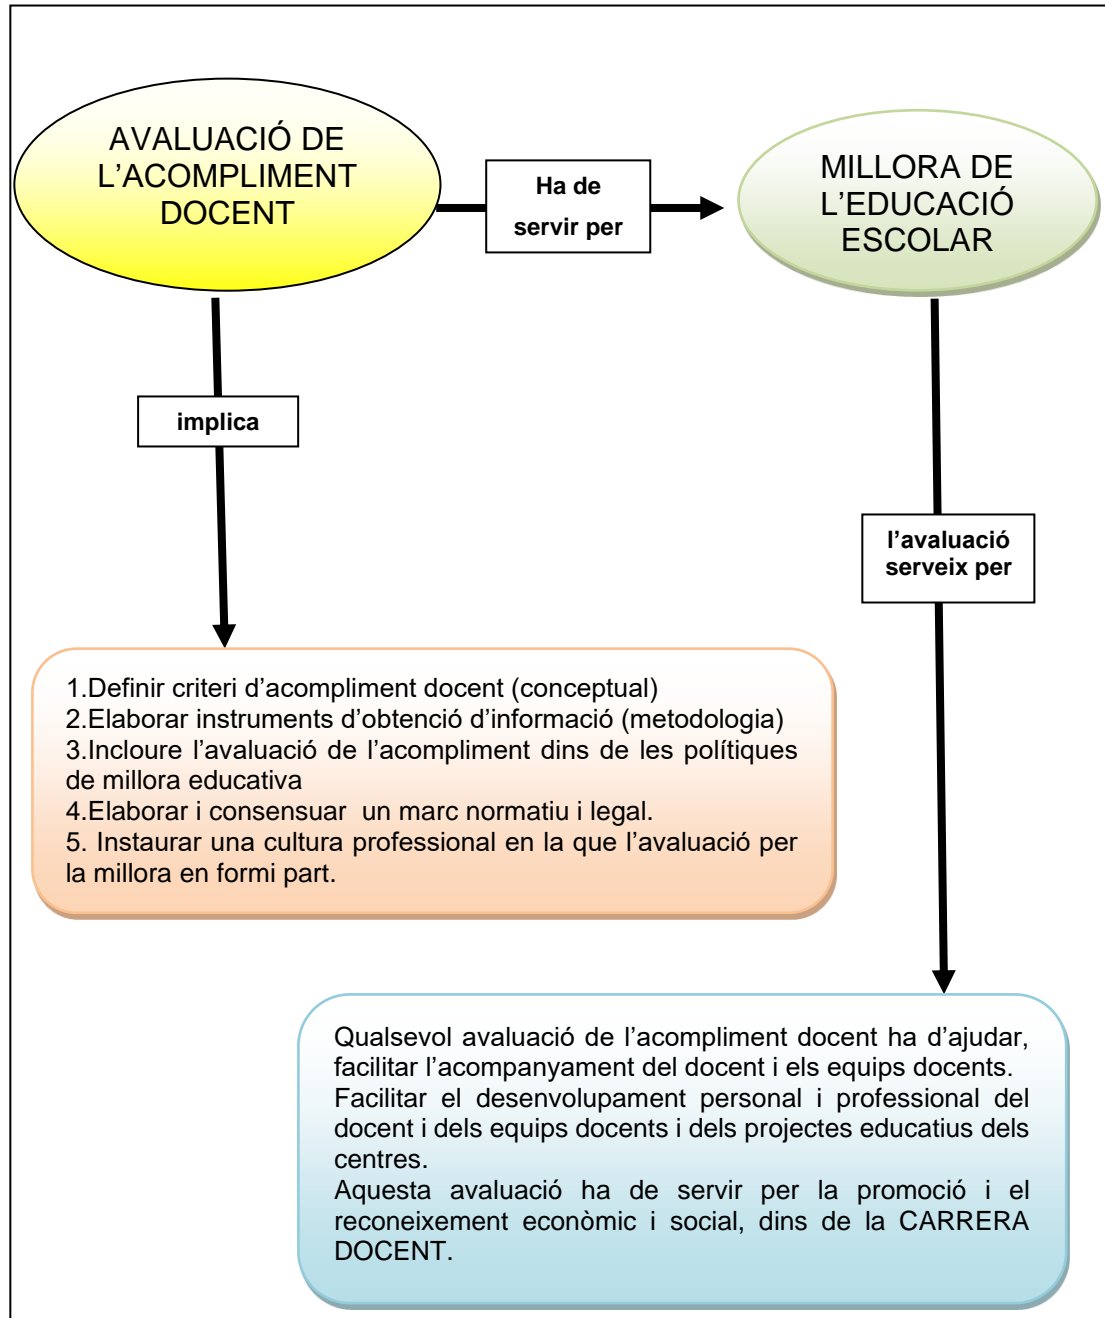 AVALUACIÓ DE
L’ACOMPLIMENT
DOCENT
Ha de
servir per
MILLORA DE
L’EDUCACIÓ
ESCOLAR
implica
l’avaluació
serveix per
1.Definir criteri d’acompliment docent (conceptual)
2.Elaborar instruments d’obtenció d’informació (metodologia)
3.Incloure l’avaluació de l’acompliment dins de les polítiques
de millora educativa
4.Elaborar i consensuar un marc normatiu i legal.
5. Instaurar una cultura professional en la que l’avaluació per
la millora en formi part.
Qualsevol avaluació de l’acompliment docent ha d’ajudar,
facilitar l’acompanyament del docent i els equips docents.
Facilitar el desenvolupament personal i professional del
docent i dels equips docents i dels projectes educatius dels
centres.
Aquesta avaluació ha de servir per la promoció i el
reconeixement econòmic i social, dins de la CARRERA
DOCENT.